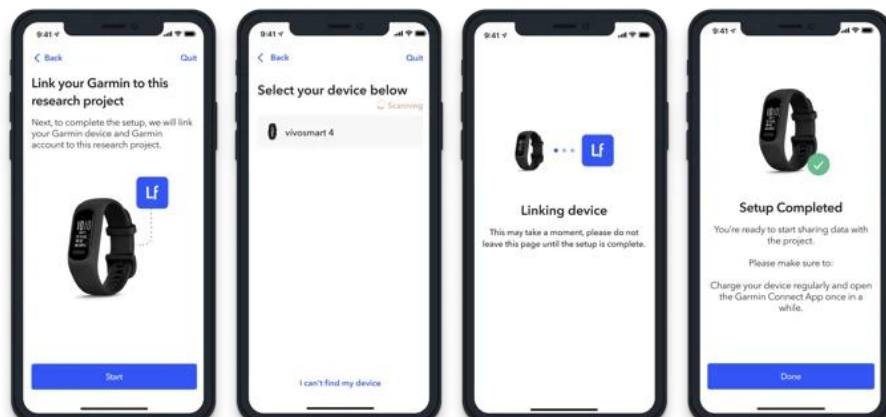 9:41
Back
Quit
Link your Garmin to this
research project
Next, to complete the setup, we will link
your Garmin device and Garmin
account to this research project.
Lf
Start
9:41
Back
Quit
Select your device below
Scanning
vivosmart 4
I can't find my device
9:41
Lf
Linking device
This may take a moment, please do not
leave this page until the setup is complete.
9:41
Setup Completed
You're ready to start sharing data with
the project.
Please make sure to:
Charge your device regularly and open
the Garmin Connect App once in a
while.
Done